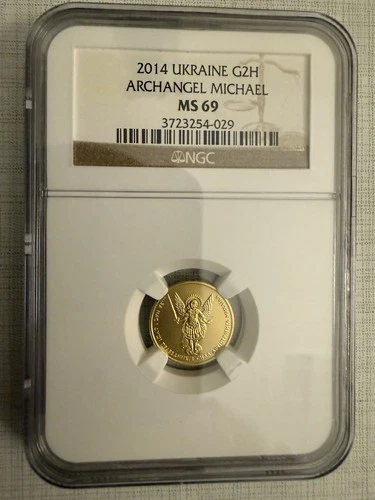 2014 UKRAINE G2H
ARCHANGEL MICHAEL
MS 69
3723254-029
NGC